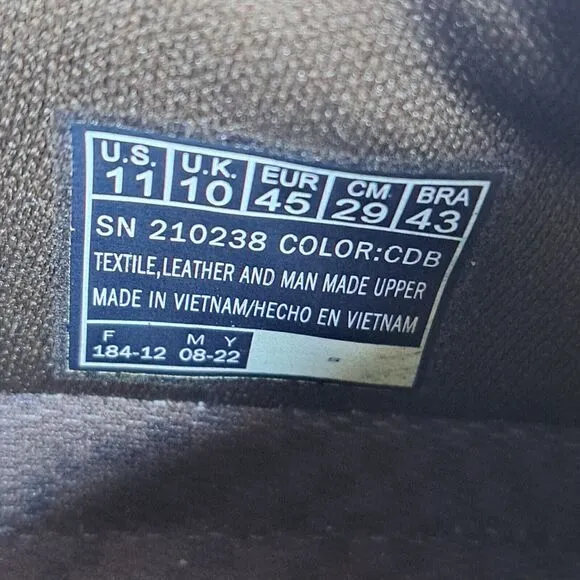 U.S. U.K. EUR CM. BRA
11 10 45 29 43
SN 210238 COLOR:CDB
TEXTILE,LEATHER AND MAN MADE UPPER
MADE IN VIETNAM/HECHO EN VIETNAM
F M Y
184-12 08-22